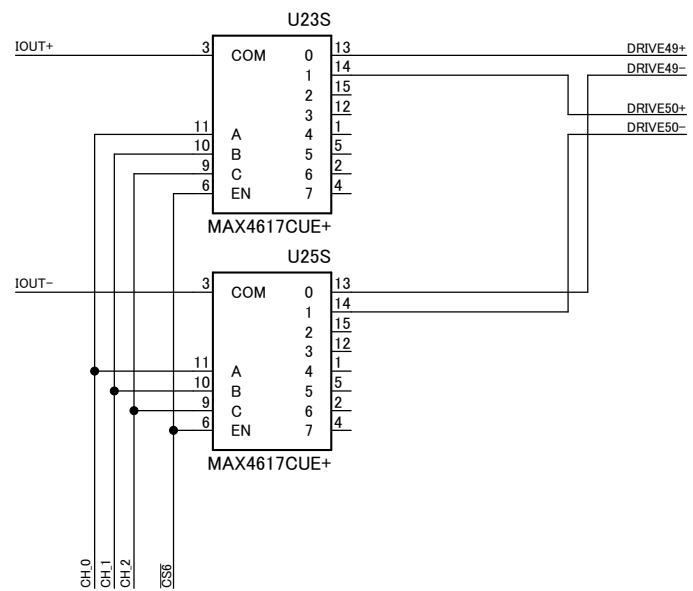 U23S
IOUT+ 3 COM 0 13 DRIVE49+
1 14 DRIVE49-
2 15
3 12 DRIVE50+
11 A 4 1 DRIVE50-
10 B 5 5
9 C 6 2
6 EN 7 4
MAX4617CUE+
U25S
IOUT- 3 COM 0 13
1 14
2 15
3 12
11 A 4 1
10 B 5 5
9 C 6 2
6 EN 7 4
MAX4617CUE+
CH_0
CH_1
CH_2
CS6